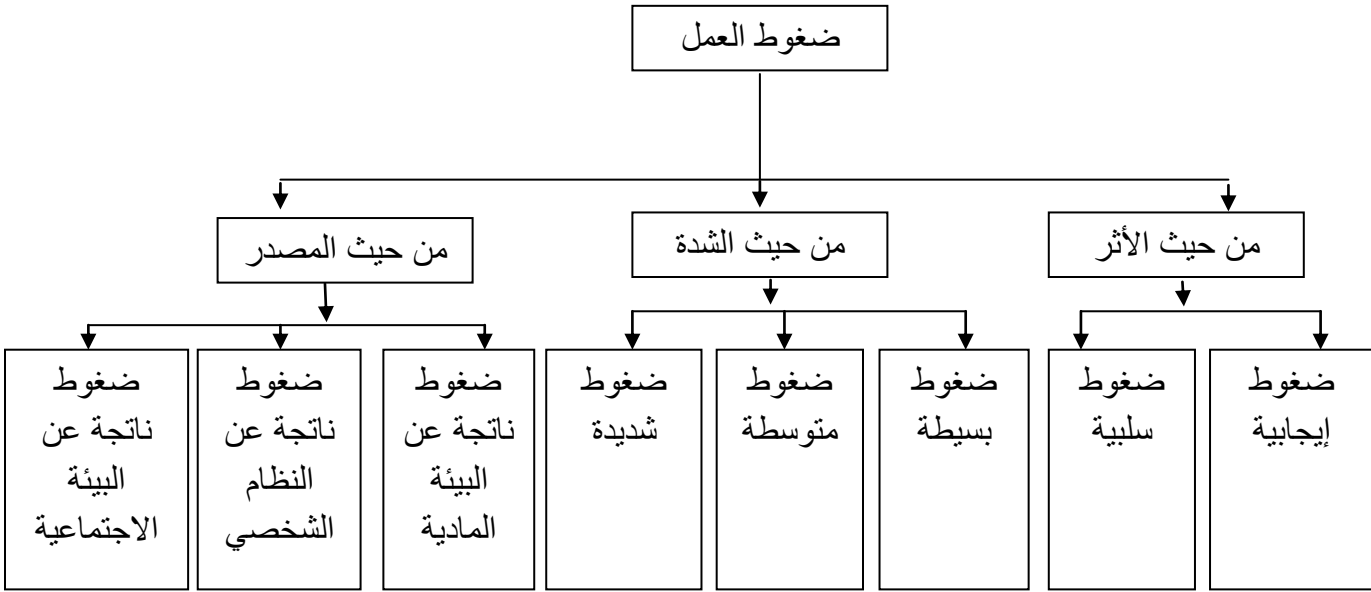 ضغوط العمل
من حيث الأثر
من حيث الشدة
من حيث المصدر
ضغوط
إيجابية
ضغوط
سلبية
ضغوط
بسيطة
ضغوط
متوسطة
ضغوط
شديدة
ضغوط
ناتجة عن
البيئة
المادية
ضغوط
ناتجة عن
النظام
الشخصي
ضغوط
ناتجة عن
البيئة
الاجتماعية